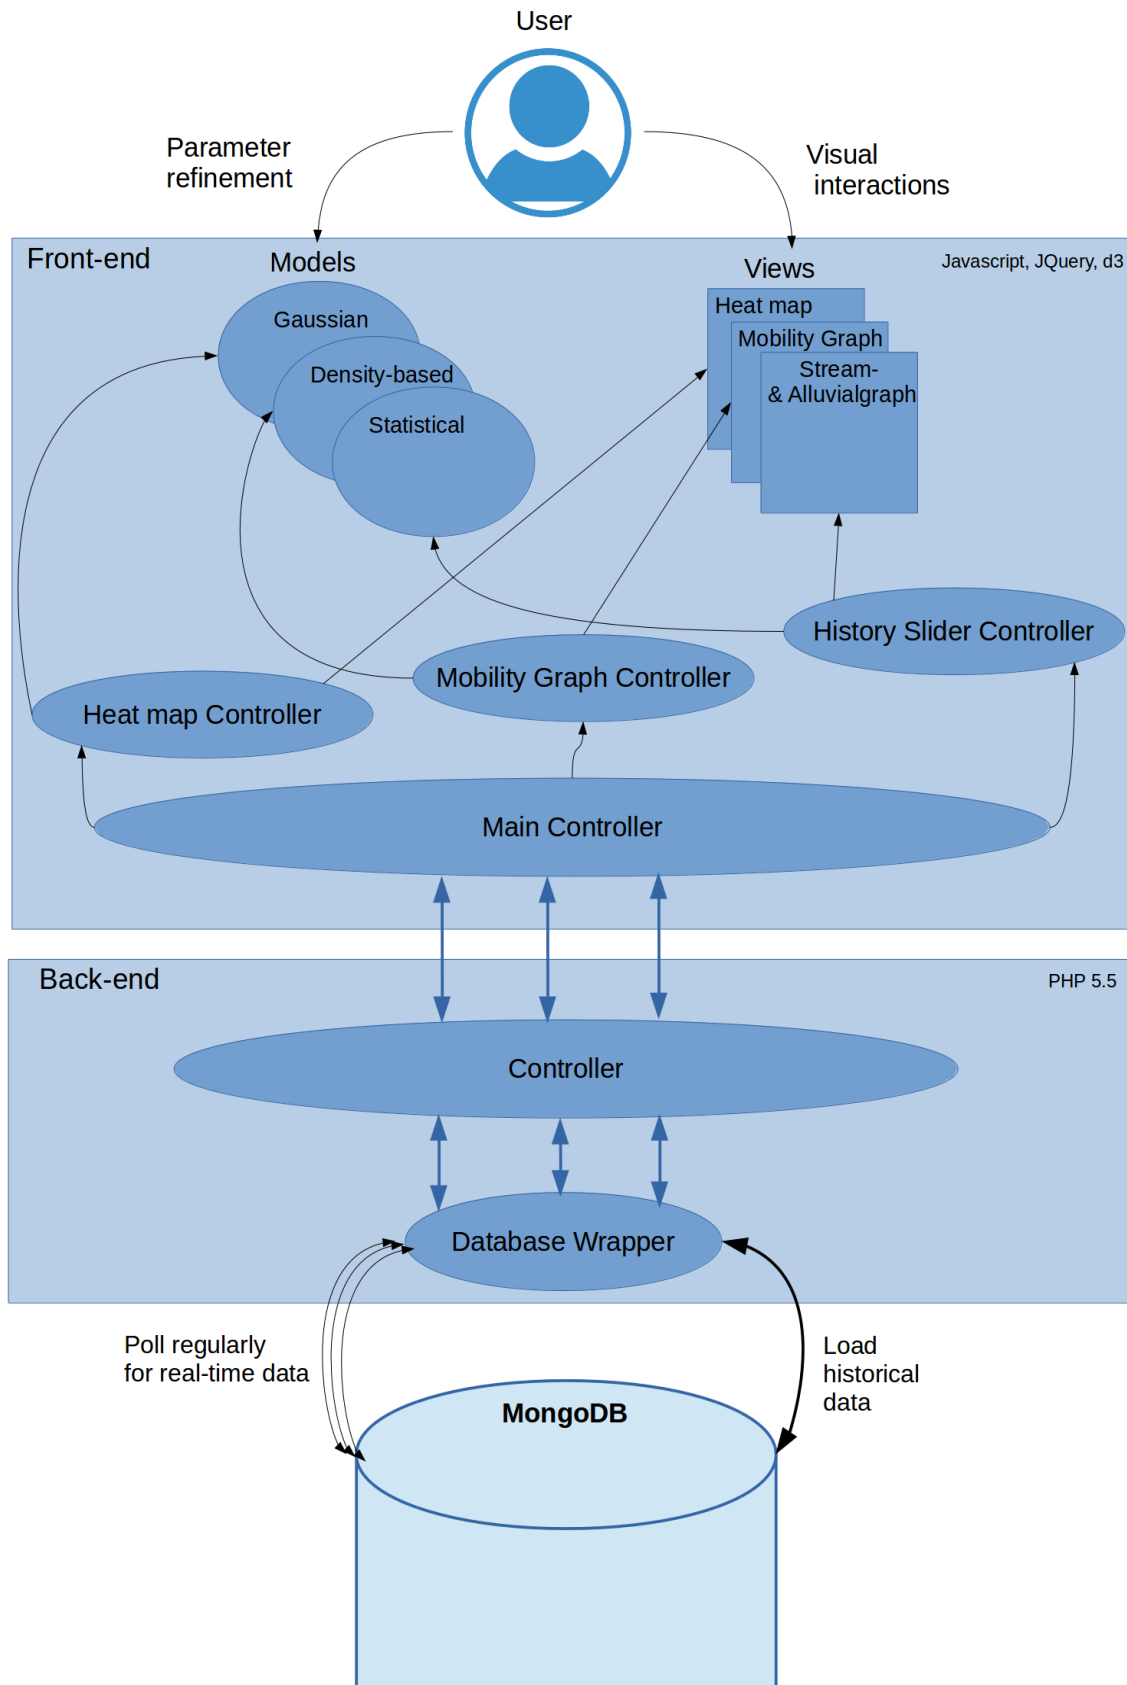 User
Parameter
refinement
Visual
interactions
Front-end
Models
Views
Javascript, JQuery, d3
Gaussian
Density-based
Statistical
Heat map
Mobility Graph
Stream-
& Alluvialgraph
History Slider Controller
Mobility Graph Controller
Heat map Controller
Main Controller
Back-end
PHP 5.5
Controller
Database Wrapper
Poll regularly
for real-time data
Load
historical
data
MongoDB